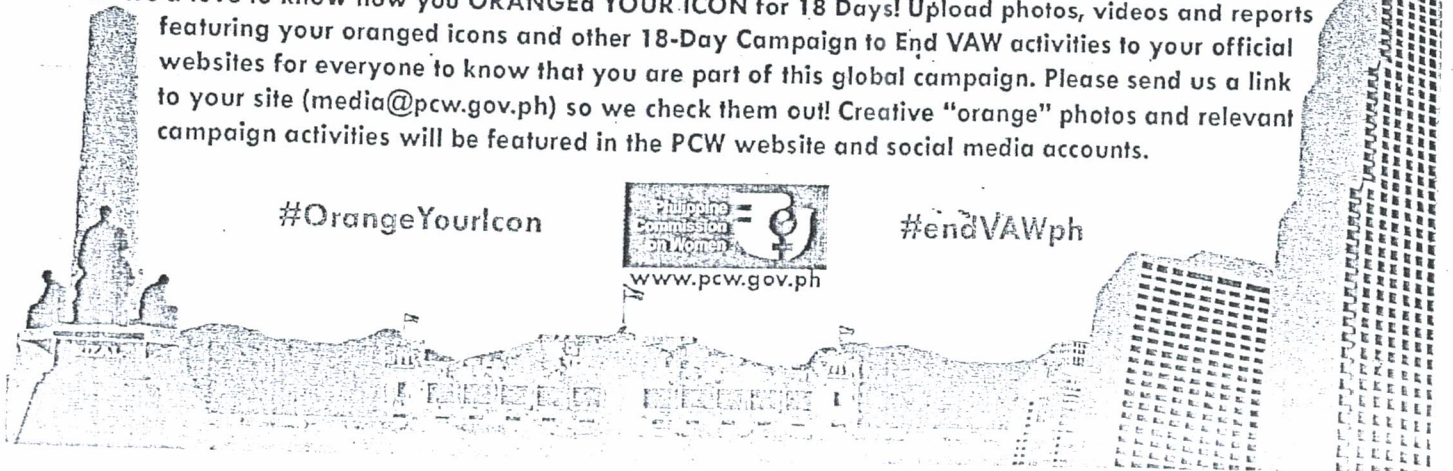 know how you ORANGEd YOUR ICON for 18 Days! Upload photos, videos and reports
featuring your oranged icons and other 18-Day Campaign to End VAW activities to your official
websites for everyone to know that you are part of this global campaign. Please send us a link
to your site (media@pcw.gov.ph) so we check them out! Creative "orange" photos and relevant
campaign activities will be featured in the PCW website and social media accounts.
#OrangeYourIcon
Philippine
Commission
on Women
#endVAWph
www.pcw.gov.ph